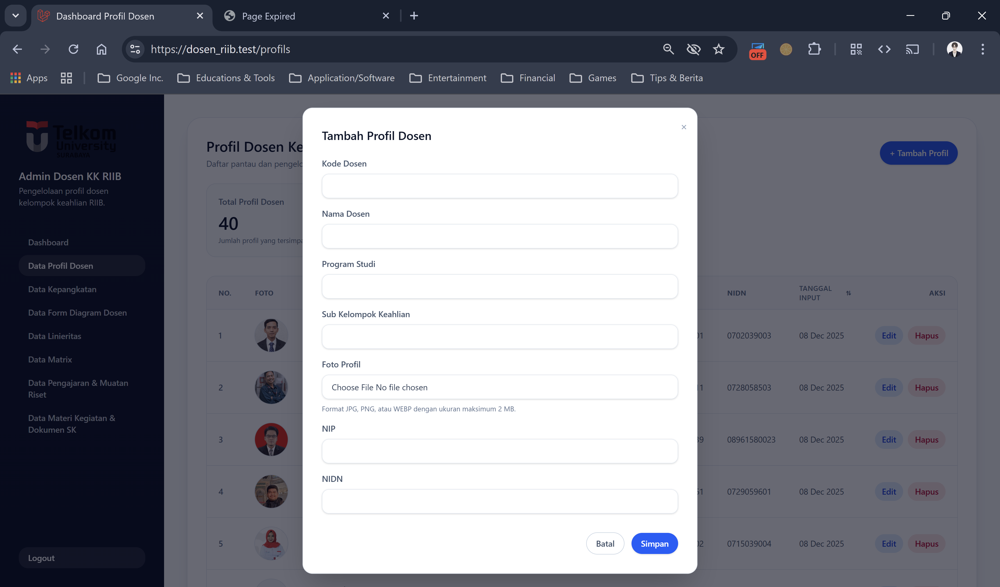 Dashboard Profil Dosen
Page Expired
https://dosen_riib.test/profils
OFF
Apps
Google Inc.
Educations & Tools
Application/Software
Entertainment
Financial
Games
Tips & Berita
Telkom
University
SURABAYA
Admin Dosen KK RIIB
Pengelolaan profil dosen
kelompok keahlian RIIB.
Dashboard
Data Profil Dosen
Data Kepangkatan
Data Form Diagram Dosen
Data Linieritas
Data Matrix
Data Pengajaran & Muatan
Riset
Data Materi Kegiatan &
Dokumen SK
Logout
Profil Dosen Ke
Daftar pantau dan pengelo
+ Tambah Profil
Total Profil Dosen
40
Jumlah profil yang tersimpa
NO. FOTO NIDN TANGGAL INPUT AKSI
1 01 0702039003 08 Dec 2025 Edit Hapus
2 11 0728058503 08 Dec 2025 Edit Hapus
3 39 08961580023 08 Dec 2025 Edit Hapus
4 61 0729059601 08 Dec 2025 Edit Hapus
5 02 0715039004 08 Dec 2025 Edit Hapus
Tambah Profil Dosen
×
Kode Dosen
Nama Dosen
Program Studi
Sub Kelompok Keahlian
Foto Profil
Choose File No file chosen
Format JPG, PNG, atau WEBP dengan ukuran maksimum 2 MB.
NIP
NIDN
Batal
Simpan